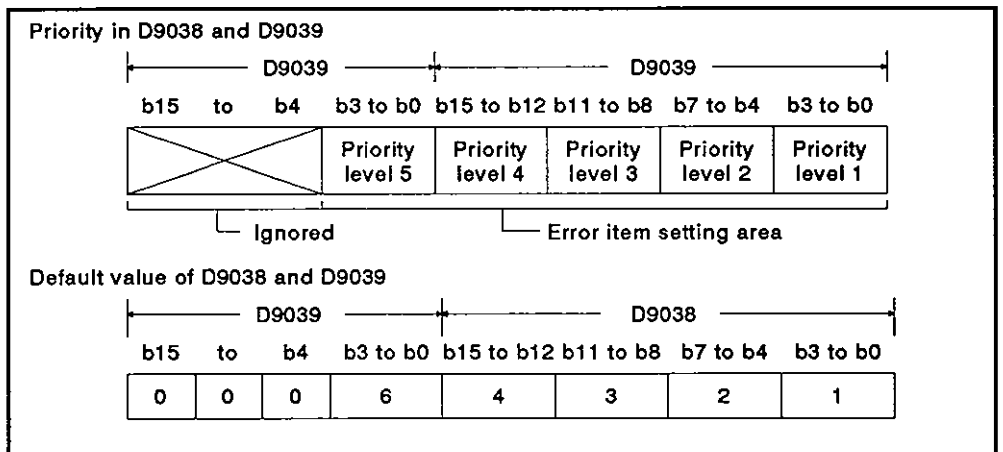 Priority in D9038 and D9039
D9039 D9039
b15 to b4 b3 to b0 b15 to b12 b11 to b8 b7 to b4 b3 to b0
Priority level 5 Priority level 4 Priority level 3 Priority level 2 Priority level 1
Ignored Error item setting area
Default value of D9038 and D9039
D9039 D9038
b15 to b4 b3 to b0 b15 to b12 b11 to b8 b7 to b4 b3 to b0
0 0 0 6 4 3 2 1